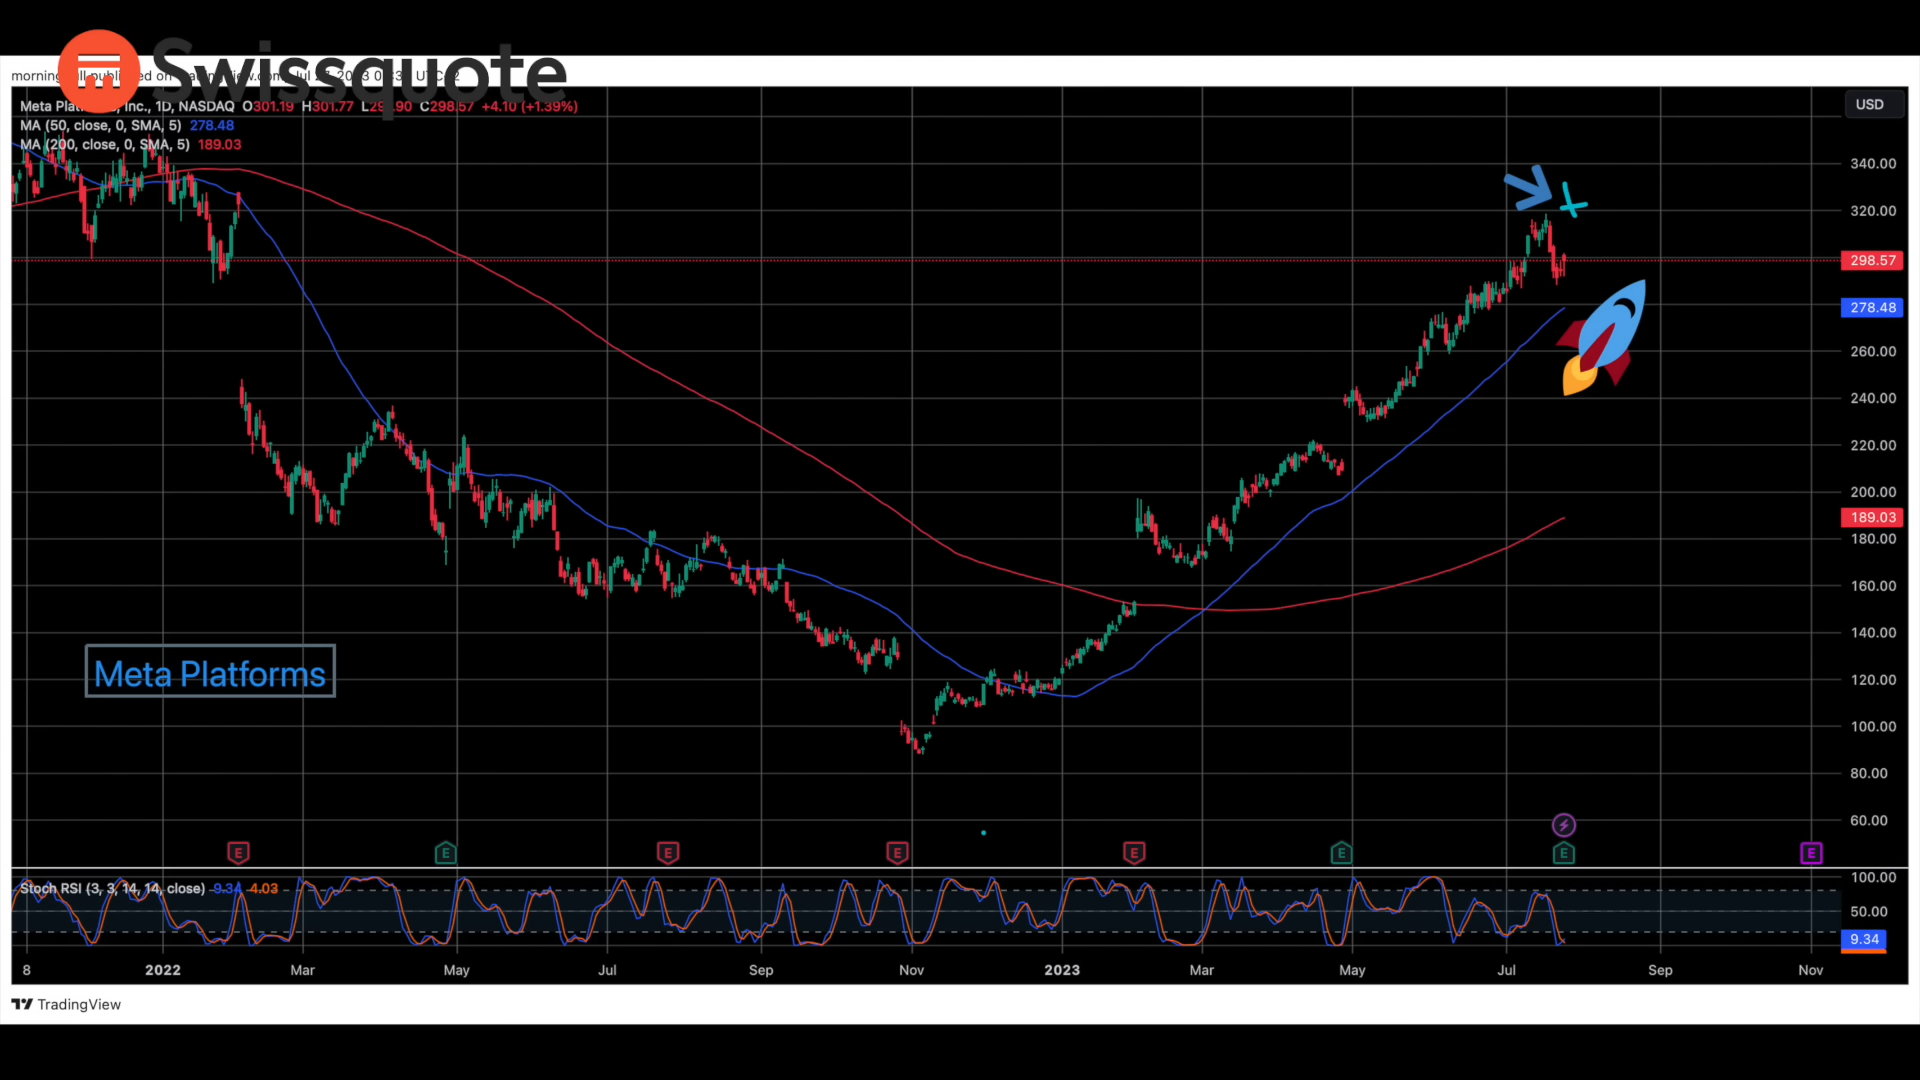 Swissquote
Meta Platforms, Inc., 1D, NASDAQ O301.19 H301.77 C298.57 +4.10 (+1.39%)
MA (50, close, 0, SMA, 5) 278.48
MA (200, close, 0, SMA, 5) 189.03
USD
340.00
320.00
298.57
278.48
260.00
240.00
220.00
200.00
189.03
180.00
160.00
140.00
120.00
100.00
80.00
60.00
Meta Platforms
E E E E E E E E
Stoch RSI (3, 3, 14, 14, close) 9.34 4.03
100.00
50.00
9.34
8 2022 Mar May Jul Sep Nov 2023 Mar May Jul Sep Nov
TradingView